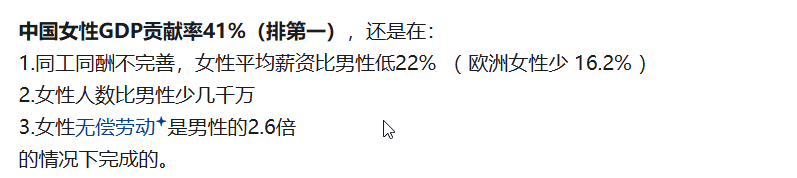 中国女性GDP贡献率41%（排第一），还是在：
1.同工同酬不完善，女性平均薪资比男性低22% （ 欧洲女性少 16.2% ）
2.女性人数比男性少几千万
3.女性无偿劳动✦是男性的2.6倍
的情况下完成的。